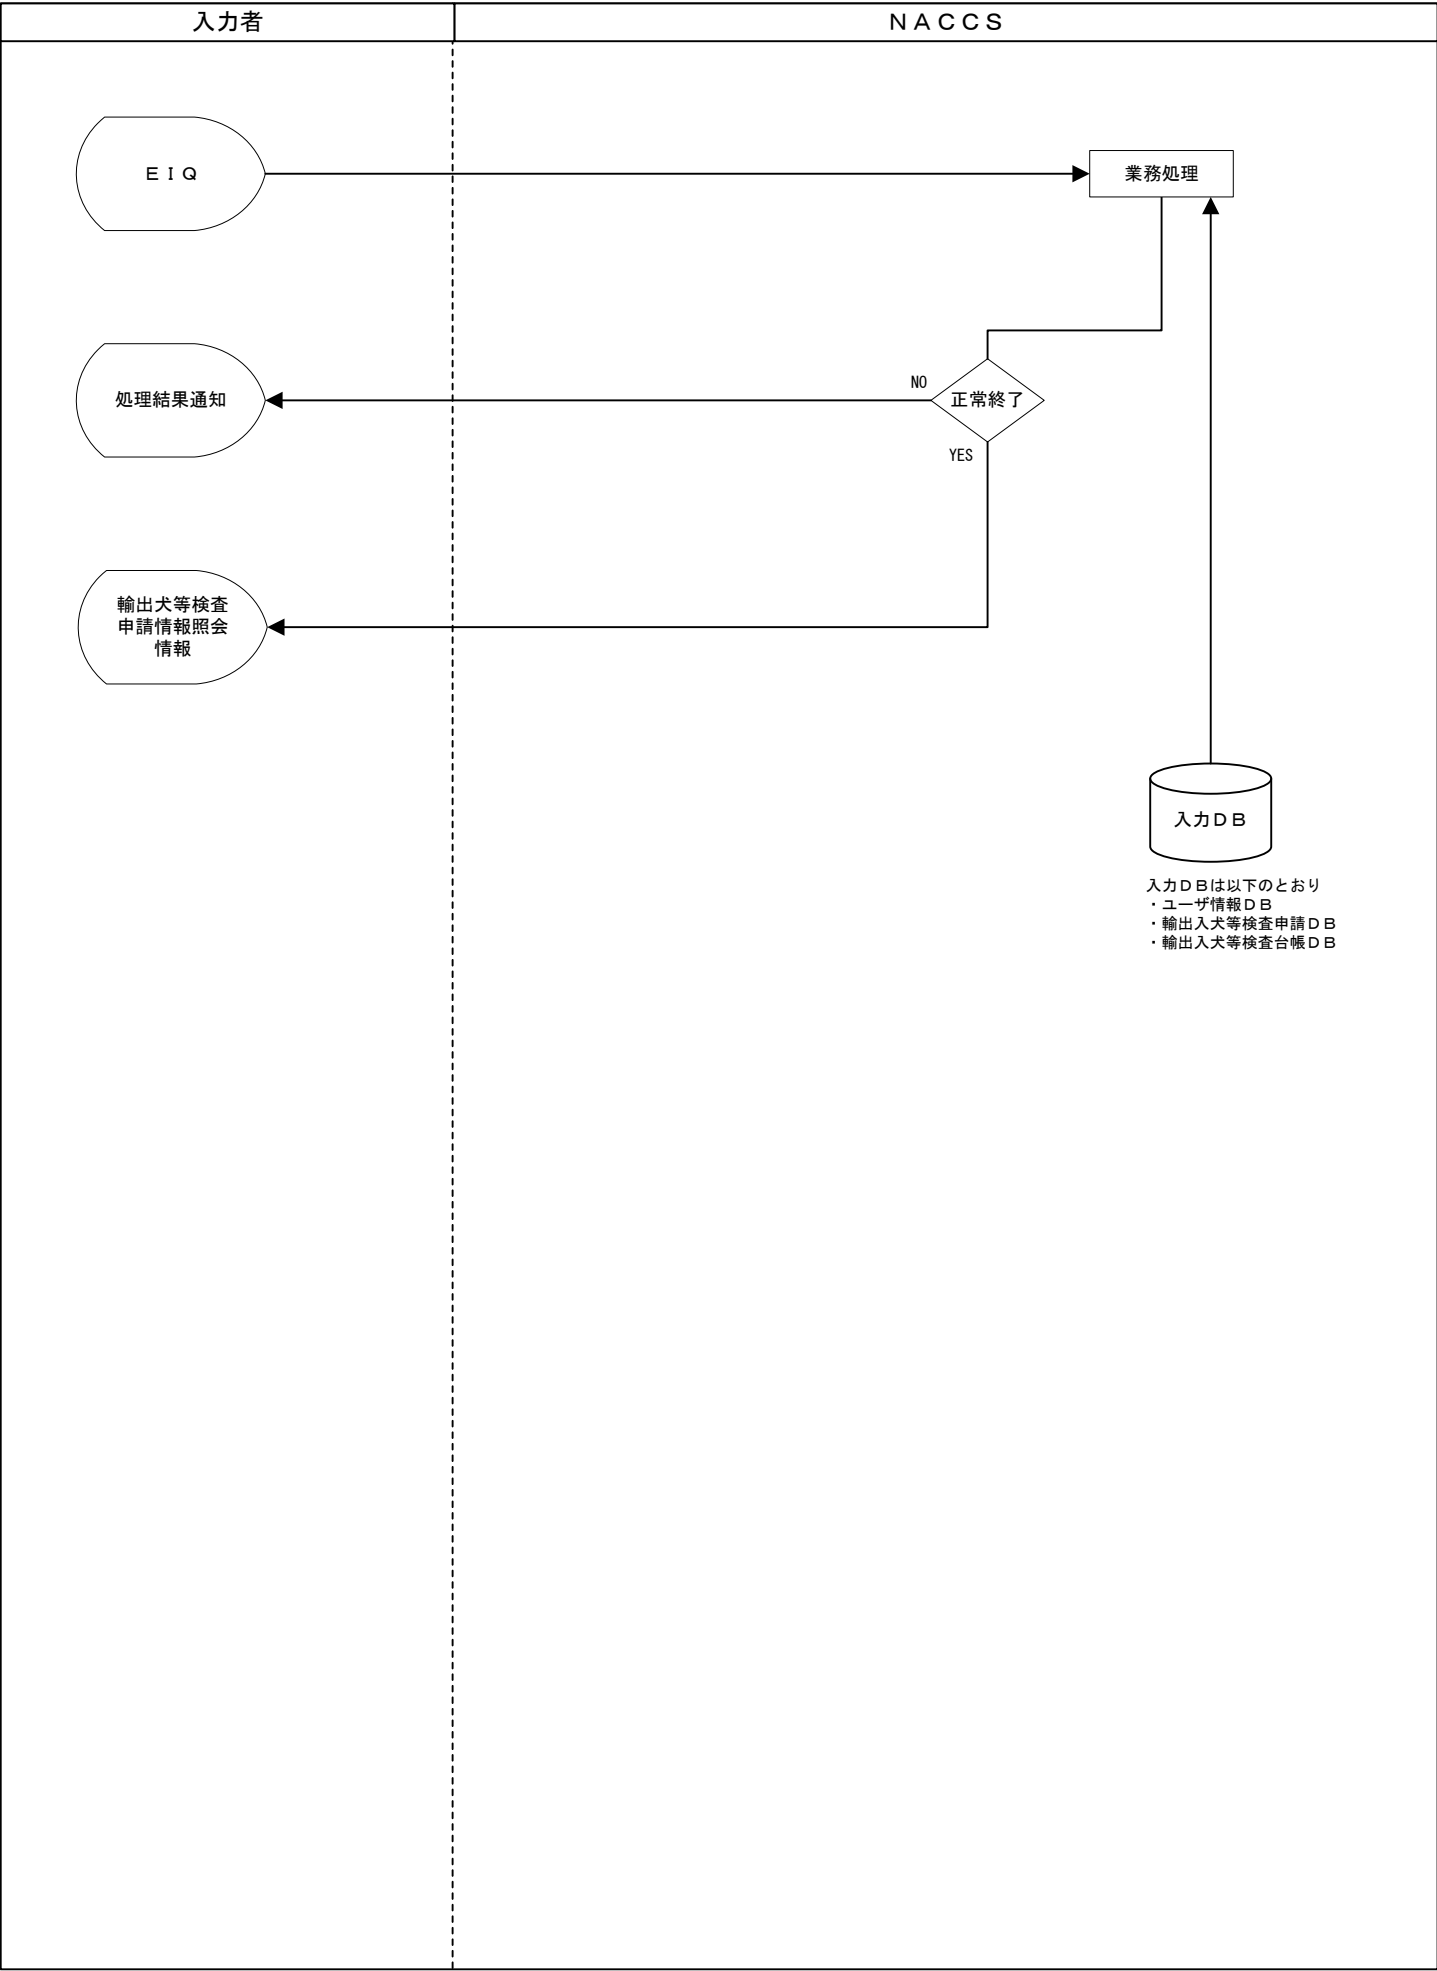 入力者
ＮＡＣＣＳ
ＥＩＱ
業務処理
処理結果通知
NO
正常終了
YES
輸出犬等検査
申請情報照会
情報
入力ＤＢ
入力ＤＢは以下のとおり
・ユーザ情報ＤＢ
・輸出入犬等検査申請ＤＢ
・輸出入犬等検査台帳ＤＢ